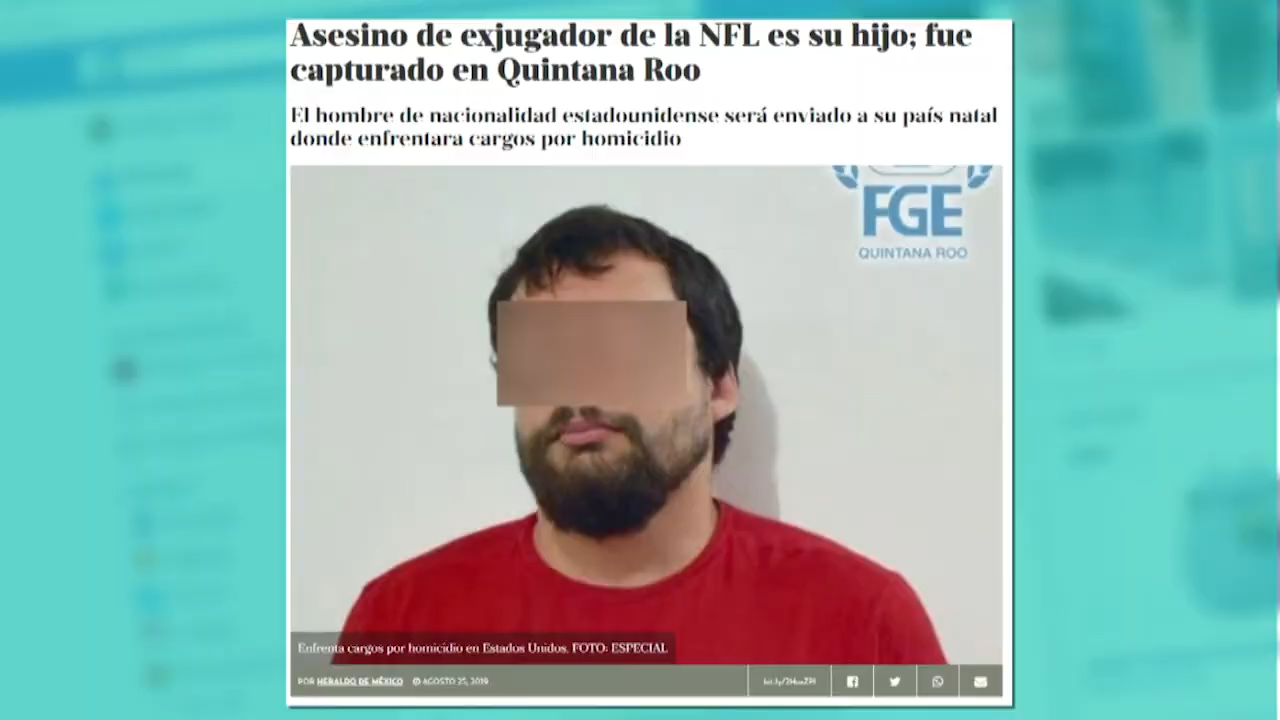 Asesino de exjugador de la NFL es su hijo; fue
capturado en Quintana Roo
El hombre de nacionalidad estadounidense será enviado a su país natal
donde enfrentara cargos por homicidio
FGE
QUINTANA ROO
Enfrenta cargos por homicidio en Estados Unidos. FOTO: ESPECIAL
POR HERALDO DE MÉXICO AGOSTO 25, 2019